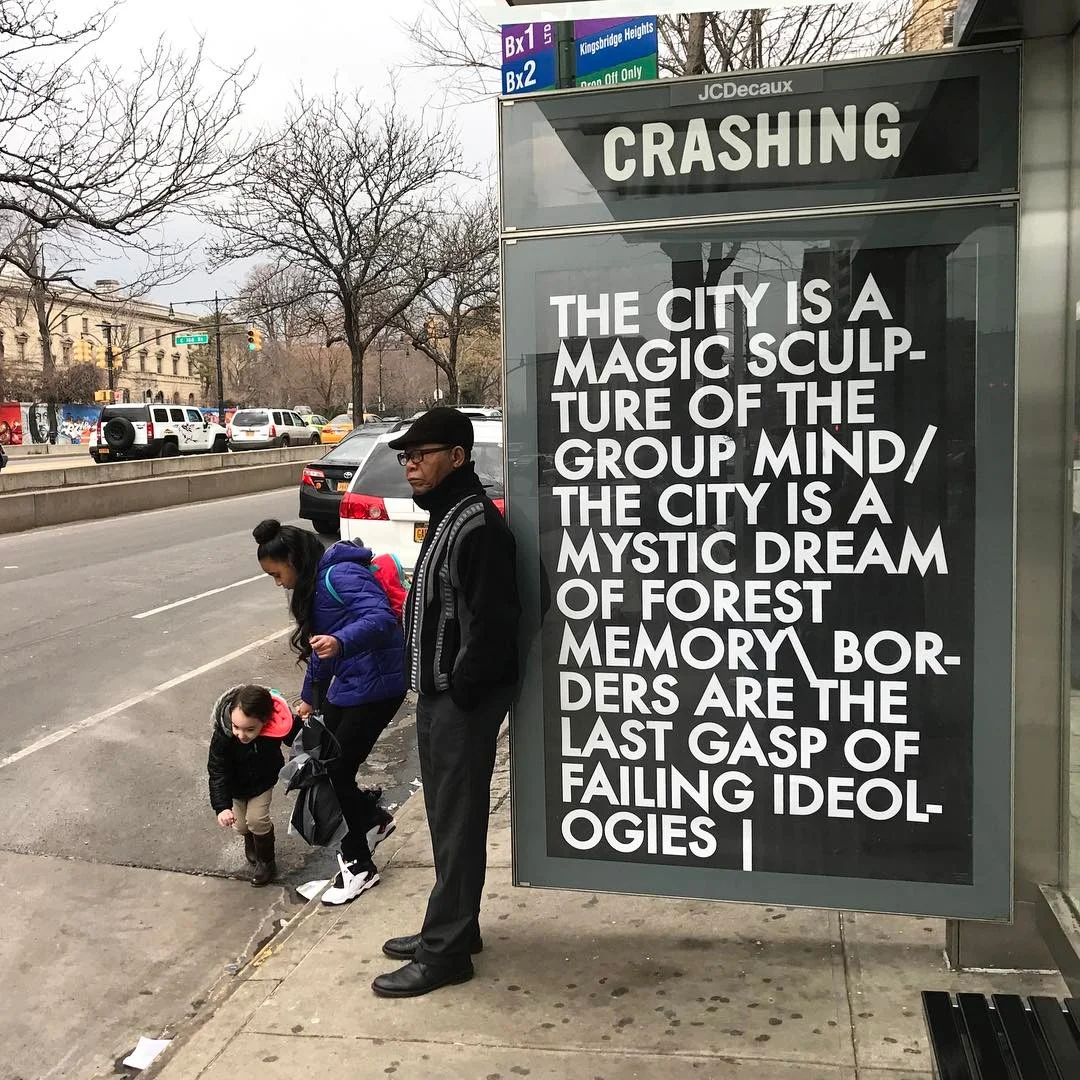 Bx1 LTD
Bx2
Kingsbridge Heights
Drop Off Only
JCDecaux
CRASHING
THE CITY IS A
MAGIC SCULP-
TURE OF THE
GROUP MIND/
THE CITY IS A
MYSTIC DREAM
OF FOREST
MEMORY\ BOR-
DERS ARE THE
LAST GASP OF
FAILING IDEOL-
OGIES |